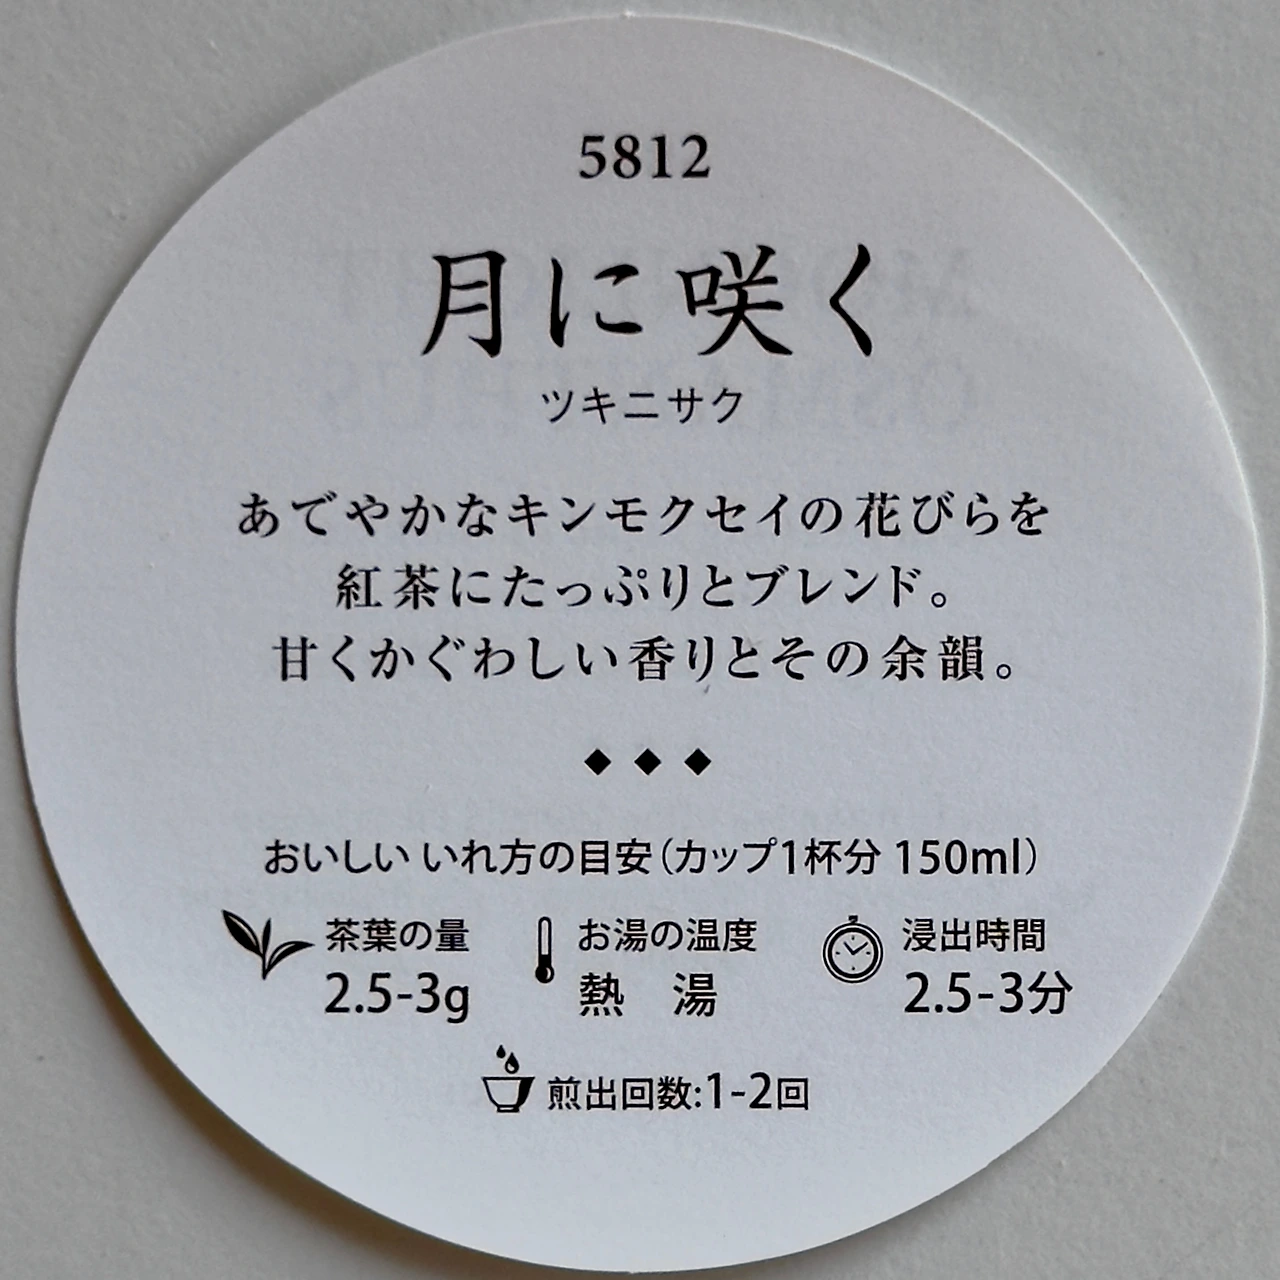 5812
月に咲く
ツキニサク
あでやかなキンモクセイの花びらを
紅茶にたっぷりとブレンド。
甘くかぐわしい香りとその余韻。
◆ ◆ ◆
おいしい いれ方の目安(カップ1杯分 150ml)
茶葉の量 お湯の温度 浸出時間
2.5-3g 熱 湯 2.5-3分
煎出回数:1-2回